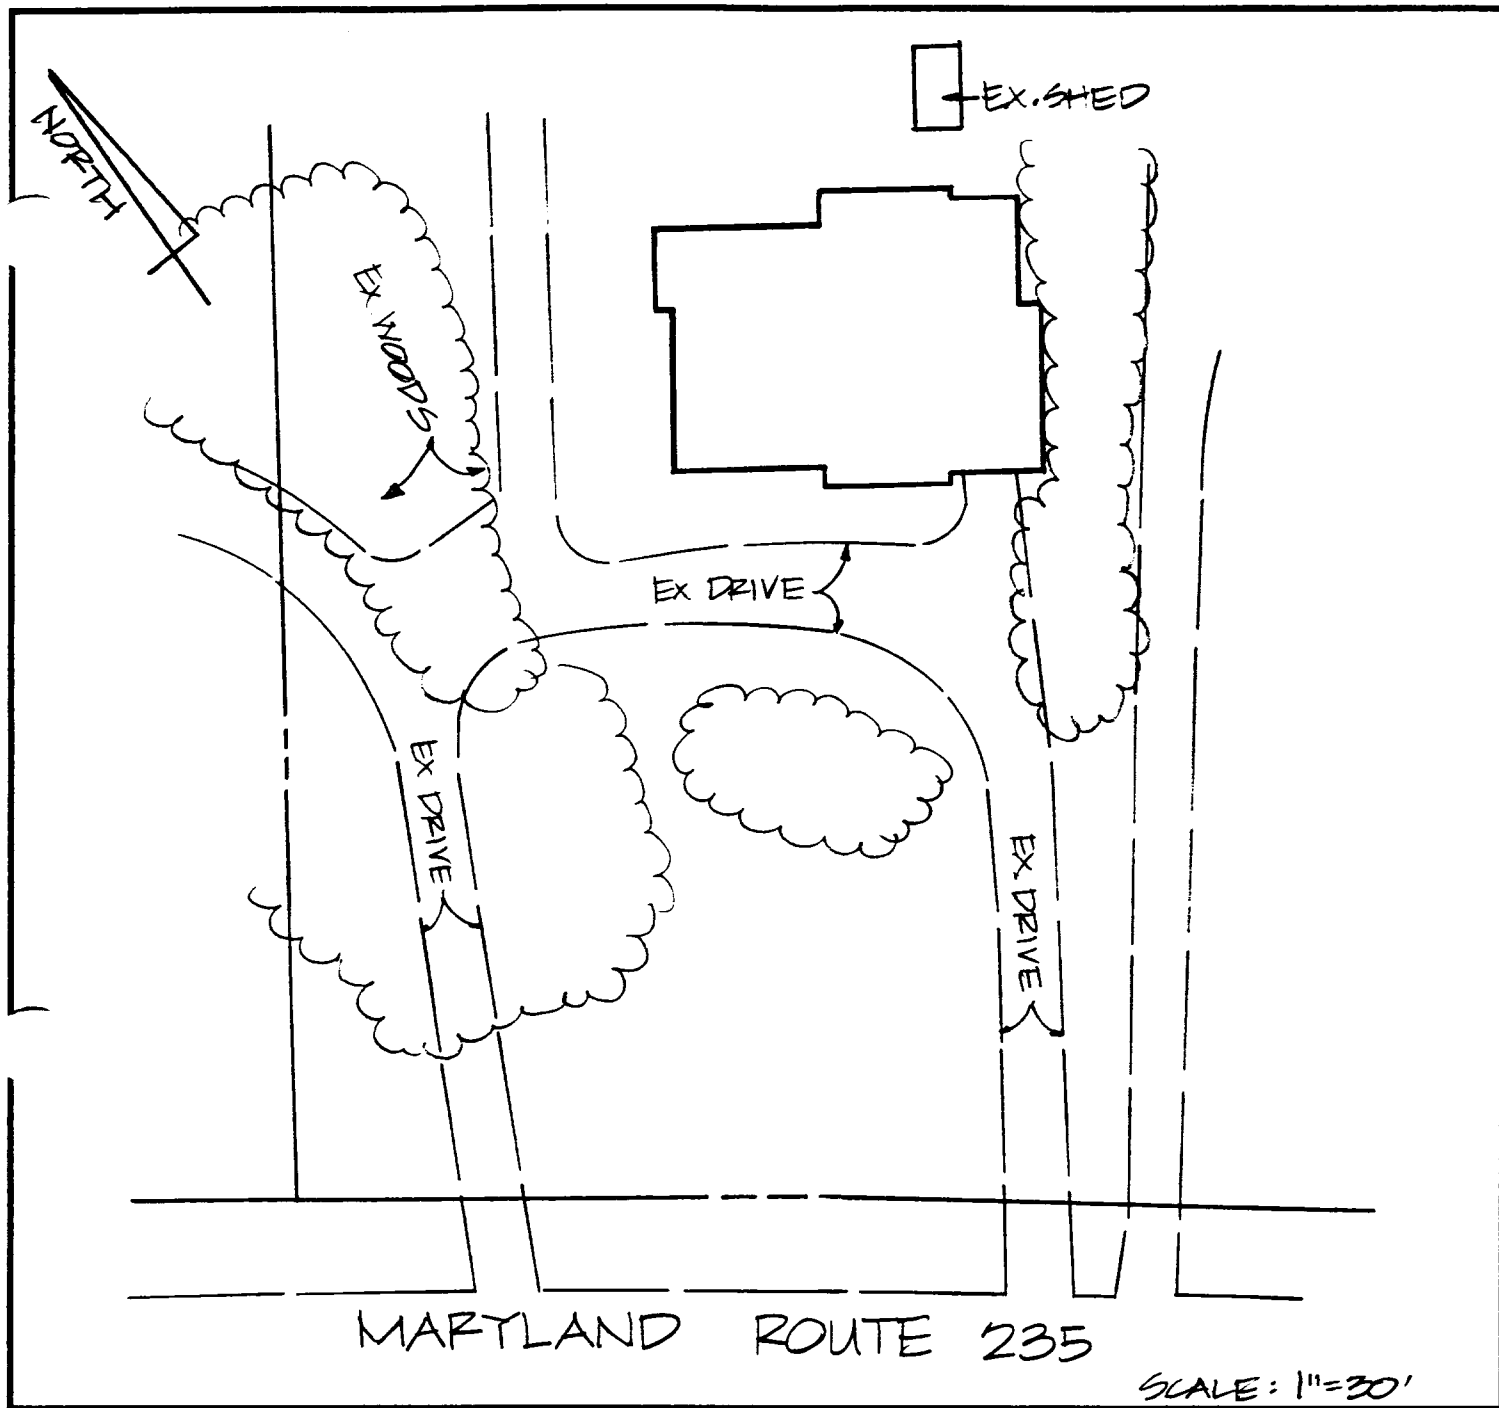 EX. SHED
NORTH
EX WOODS
EX DRIVE
EX DRIVE
EX DRIVE
MARYLAND ROUTE 235
SCALE: 1"=30'